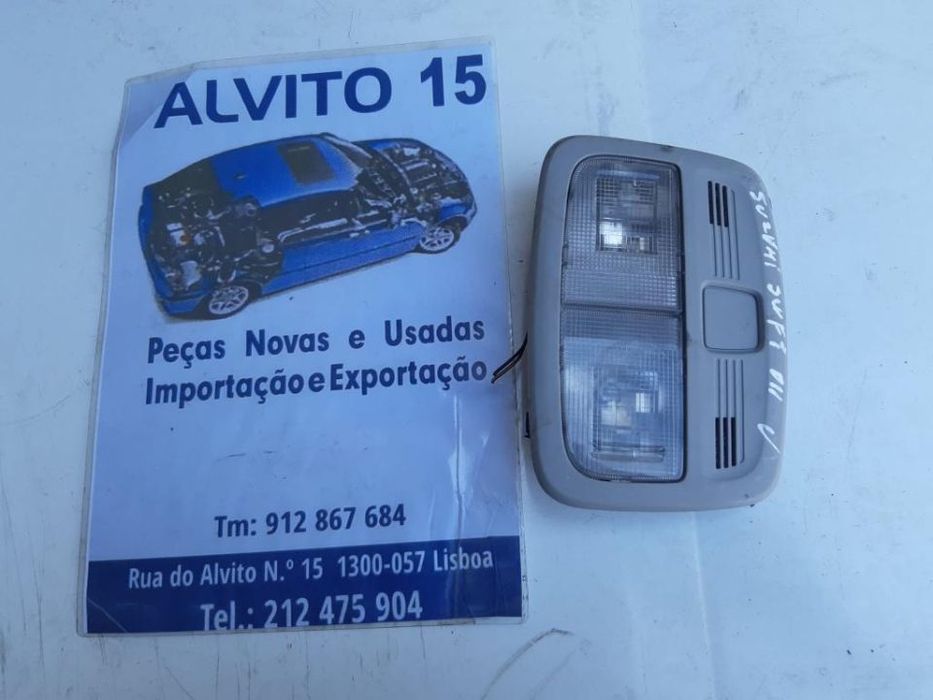 ALVITO 15
Peças Novas e Usadas
Importação e Exportação
Tm: 912 867 684
Rua do Alvito N.º 15 1300-057 Lisboa
Tel.: 212 475 904
SUZUKI